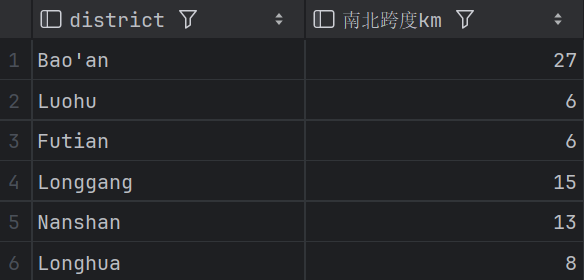 district 南北跨度km
1 Bao'an 27
2 Luohu 6
3 Futian 6
4 Longgang 15
5 Nanshan 13
6 Longhua 8